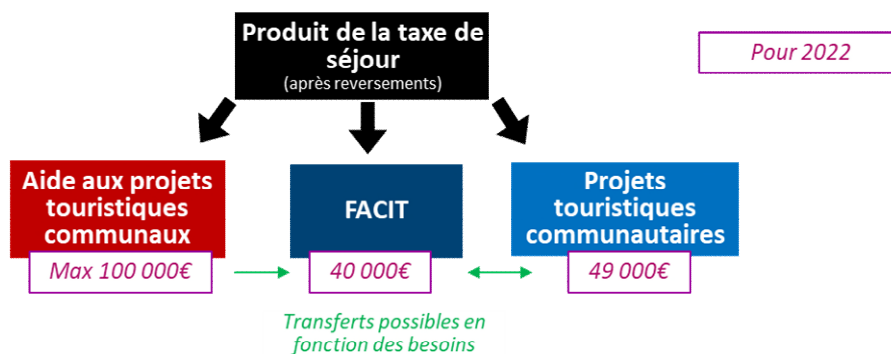 Produit de la taxe de
séjour
(après reversements)
Pour 2022
Aide aux projets
touristiques
communaux
FACIT
Projets
touristiques
communautaires
Max 100 000€
40 000€
49 000€
Transferts possibles en
fonction des besoins